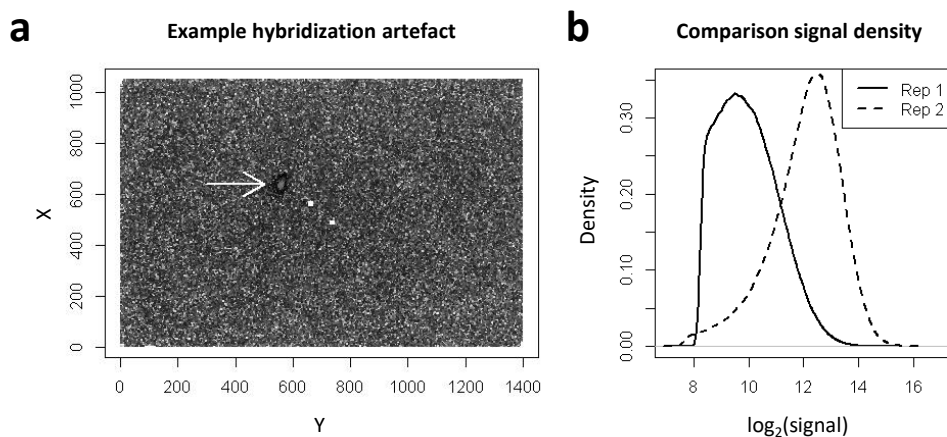 a
Example hybridization artefact
X
1000
800
600
400
200
0
0 200 400 600 800 1000 1200 1400
Y
b
Comparison signal density
Rep 1
Rep 2
Density
0.30
0.20
0.10
0.00
8 10 12 14 16
log₂(signal)